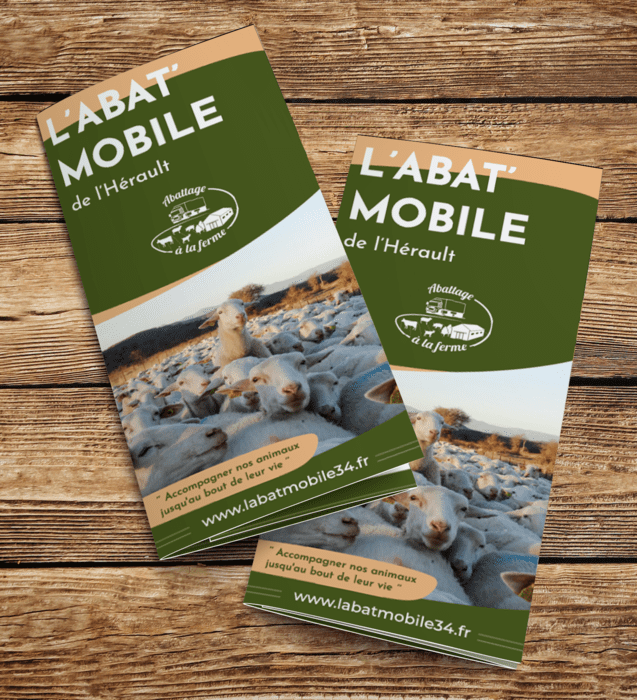 L'ABAT'
MOBILE
de l'Hérault
Abattage
à la ferme
" Accompagner nos animaux
jusqu'au bout de leur vie "
www.labatmobile34.fr
L'ABAT'
MOBILE
de l'Hérault
Abattage
à la ferme
" Accompagner nos animaux
jusqu'au bout de leur vie "
www.labatmobile34.fr